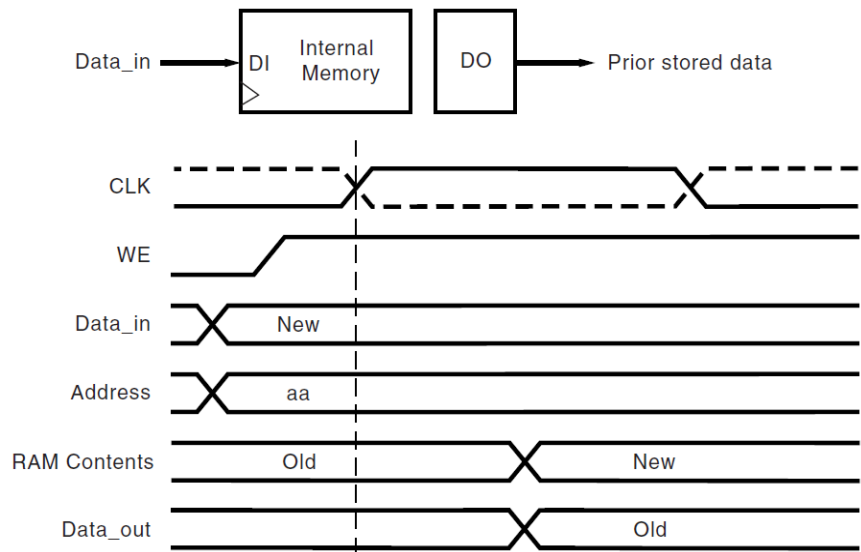 Data_in
DI
Internal
Memory
DO
Prior stored data
CLK
WE
Data_in
New
Address
aa
RAM Contents
Old
New
Data_out
Old